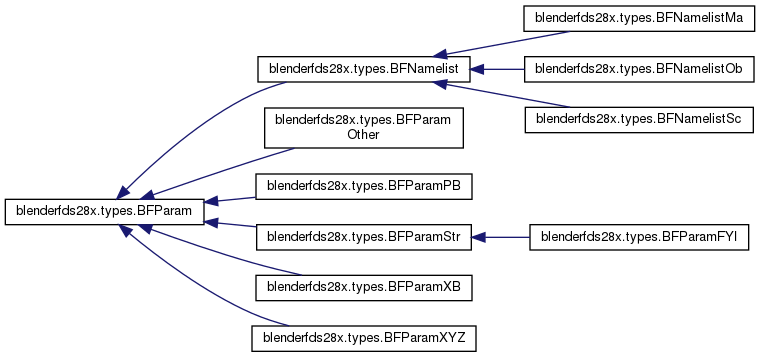 blenderfds28x.types.BFNamelistMa
blenderfds28x.types.BFNamelist
blenderfds28x.types.BFNamelistOb
blenderfds28x.types.BFNamelistSc
blenderfds28x.types.BFParam
Other
blenderfds28x.types.BFParamPB
blenderfds28x.types.BFParam
blenderfds28x.types.BFParamStr
blenderfds28x.types.BFParamFYI
blenderfds28x.types.BFParamXB
blenderfds28x.types.BFParamXYZ